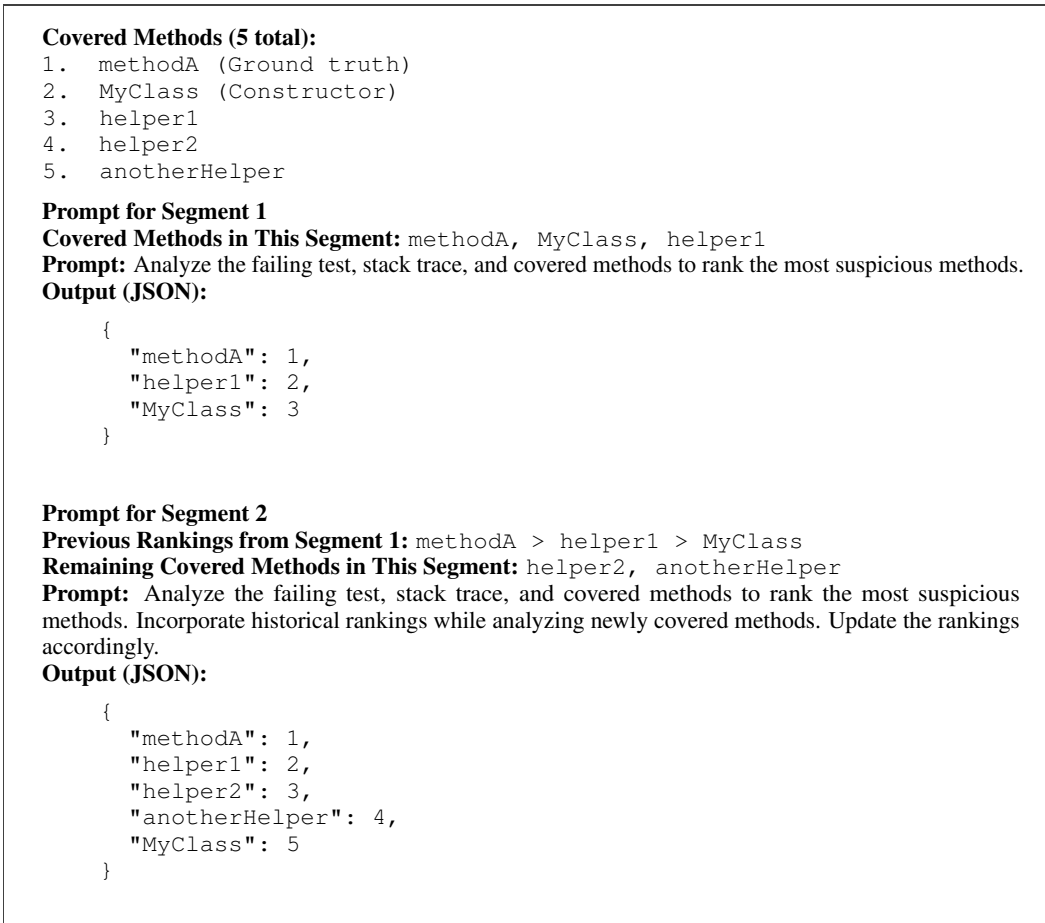 Covered Methods (5 total):
1. methodA (Ground truth)
2. MyClass (Constructor)
3. helper1
4. helper2
5. anotherHelper
Prompt for Segment 1
Covered Methods in This Segment: methodA, MyClass, helper1
Prompt: Analyze the failing test, stack trace, and covered methods to rank the most suspicious methods.
Output (JSON):
{
"methodA": 1,
"helper1": 2,
"MyClass": 3
}
Prompt for Segment 2
Previous Rankings from Segment 1: methodA > helper1 > MyClass
Remaining Covered Methods in This Segment: helper2, anotherHelper
Prompt: Analyze the failing test, stack trace, and covered methods to rank the most suspicious
methods. Incorporate historical rankings while analyzing newly covered methods. Update the rankings
accordingly.
Output (JSON):
{
"methodA": 1,
"helper1": 2,
"helper2": 3,
"anotherHelper": 4,
"MyClass": 5
}